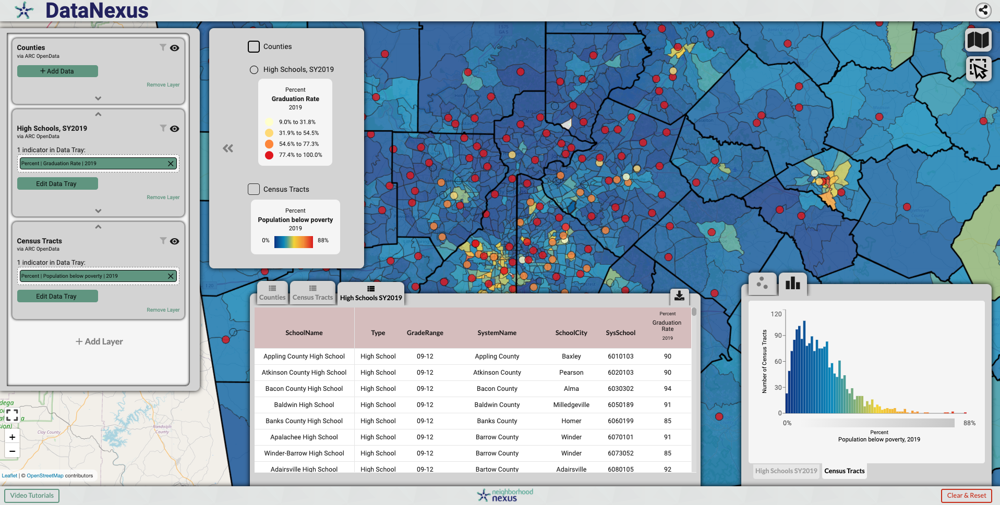 DataNexus
Counties
via ARC OpenData
+ Add Data
Remove Layer
High Schools, SY2019
via ARC OpenData
1 indicator in Data Tray:
Percent | Graduation Rate | 2019
Edit Data Tray
Remove Layer
Census Tracts
via ARC OpenData
1 indicator in Data Tray:
Percent | Population below poverty | 2019
Edit Data Tray
Remove Layer
+ Add Layer
Counties
High Schools, SY2019
Percent
Graduation Rate
2019
9.0% to 31.8%
31.9% to 54.5%
54.6% to 77.3%
77.4% to 100.0%
Census Tracts
Percent
Population below poverty
2019
0% 88%
Counties
Census Tracts
High Schools SY2019
SchoolName Type GradeRange SystemName SchoolCity SysSchool Percent Graduation Rate 2019
Appling County High School High School 09-12 Appling County Baxley 6010103 90
Atkinson County High School High School 09-12 Atkinson County Pearson 6020103 90
Bacon County High School High School 09-12 Bacon County Alma 6030302 94
Baldwin High School High School 09-12 Baldwin County Milledgeville 6050189 91
Banks County High School High School 09-12 Banks County Homer 6060199 85
Apalachee High School High School 09-12 Barrow County Winder 6070101 91
Winder-Barrow High School High School 09-12 Barrow County Winder 6073052 85
Adairsville High School High School 09-12 Bartow County Adairsville 6080105 92
Number of Census Tracts
120
90
60
30
0
0% 88%
Percent
Population below poverty, 2019
High Schools SY2019
Census Tracts
Clay County
Randolph County
+
−
Leaflet | © OpenStreetMap contributors
Video Tutorials
neighborhood
nexus
Clear & Reset